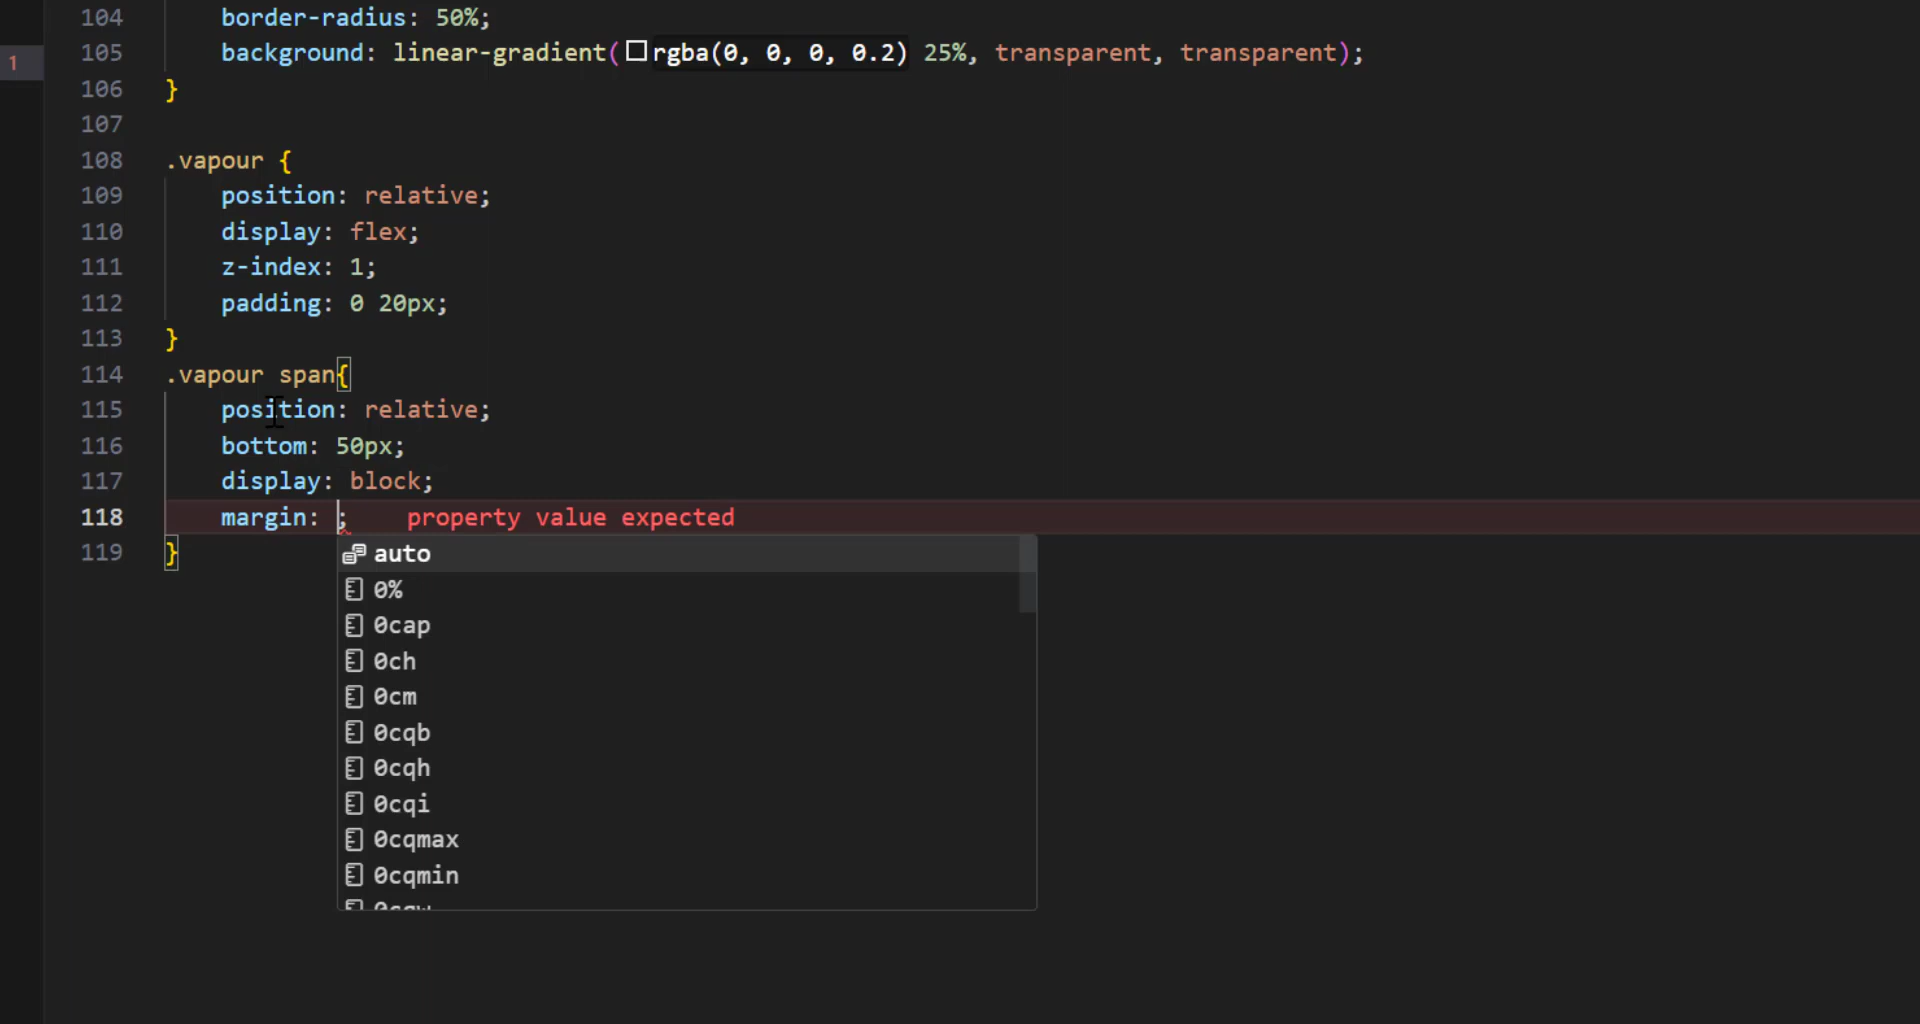 104 border-radius: 50%;
105 background: linear-gradient(rgba(0, 0, 0, 0.2) 25%, transparent, transparent);
1
106 }
107
108 .vapour {
109 position: relative;
110 display: flex;
111 z-index: 1;
112 padding: 0 20px;
113 }
114 .vapour span{
115 position: relative;
116 bottom: 50px;
117 display: block;
118 margin: ; property value expected
119 }
auto
0%
0cap
0ch
0cm
0cqb
0cqh
0cqi
0cqmax
0cqmin